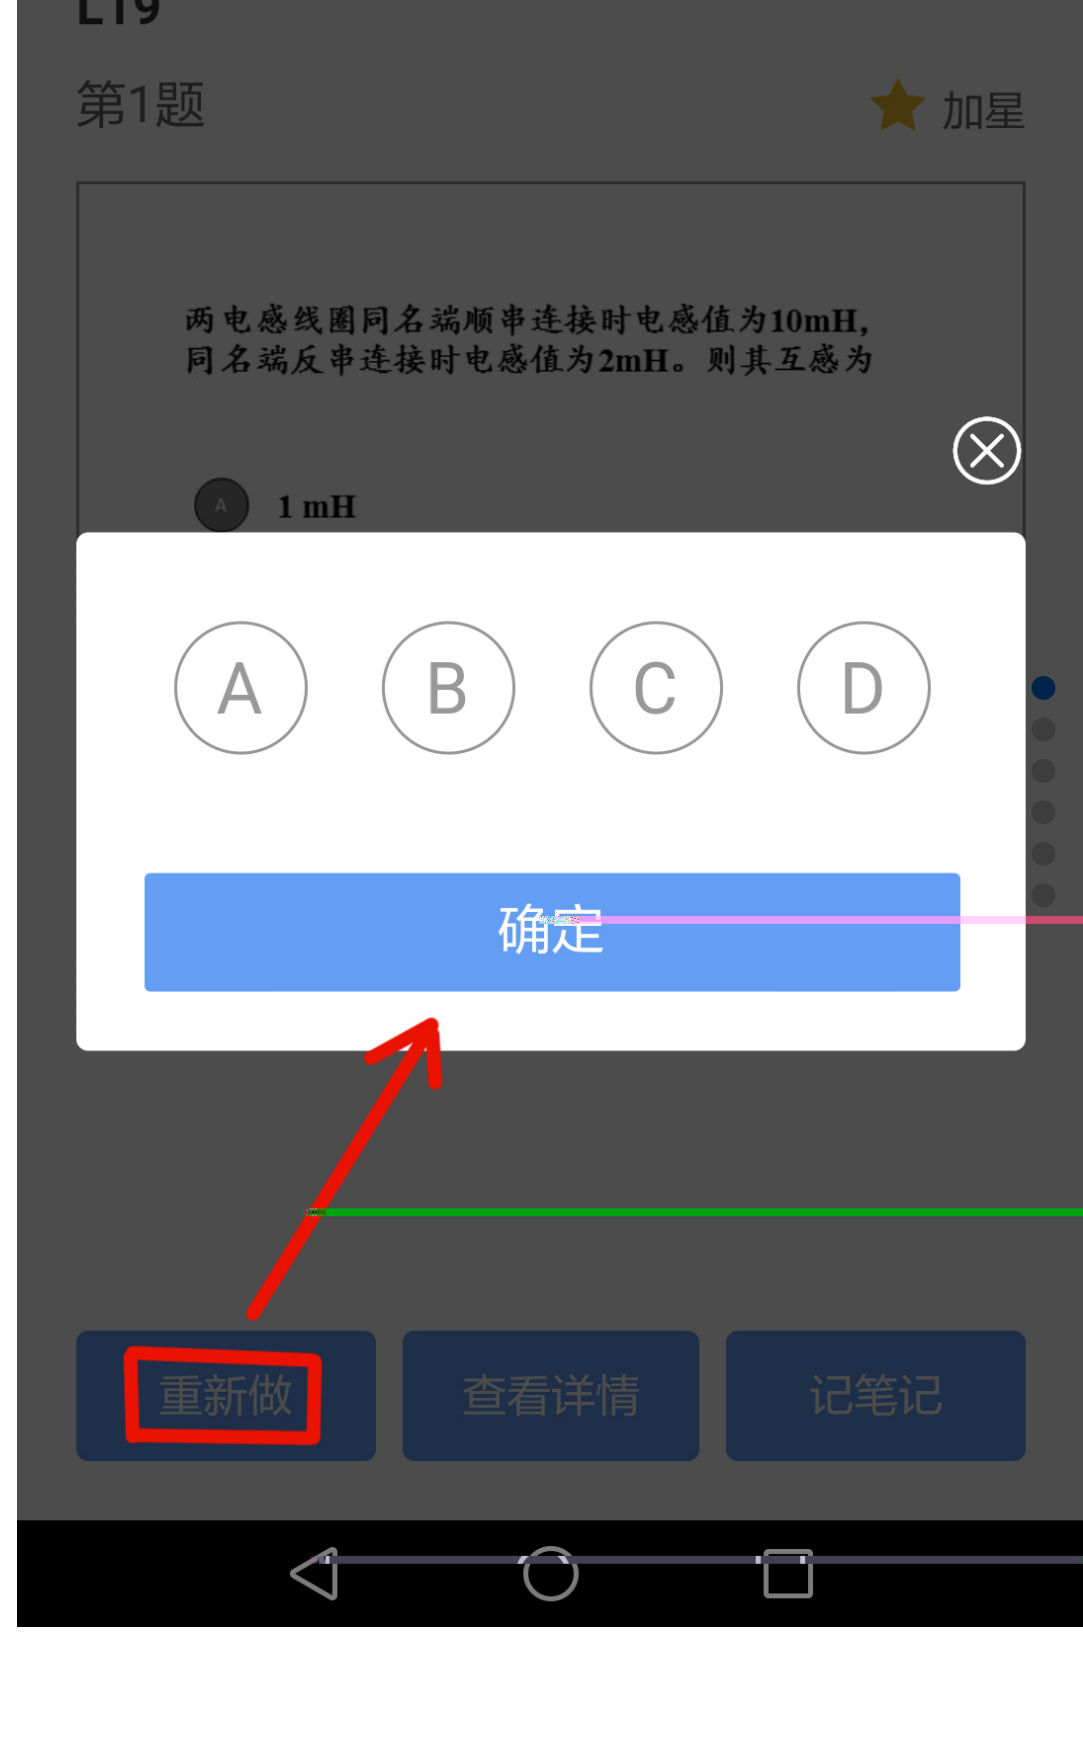 L19
第1题
加星
两电感线圈同名端顺串连接时电感值为10mH,
同名端反串连接时电感值为2mH。则其互感为
A 1 mH
A B C D
确定
重新做 查看详情 记笔记